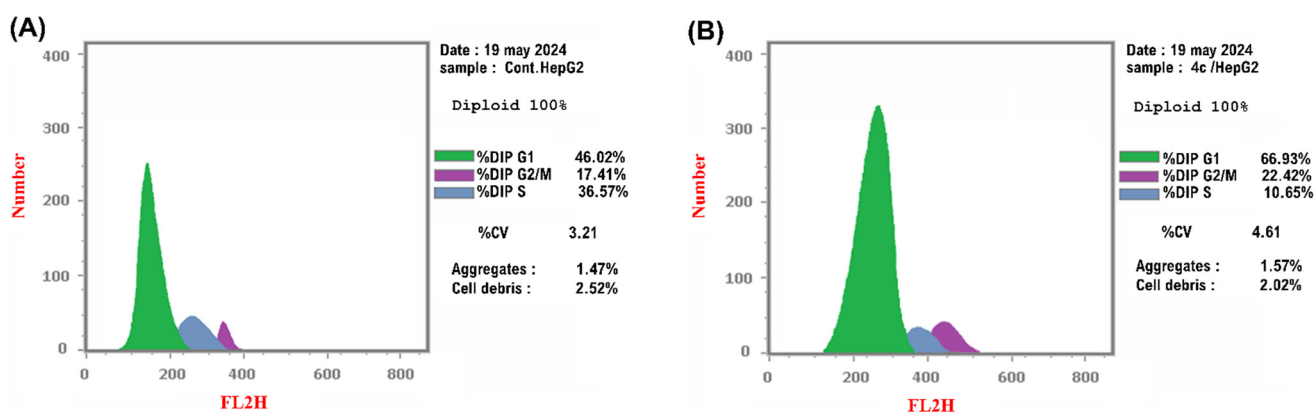 (A)
400
300
200
100
0
Number
0 200 400 600 800
FL2H
Date : 19 may 2024
sample : Cont.HepG2
Diploid 100%
%DIP G1 46.02%
%DIP G2/M 17.41%
%DIP S 36.57%
%CV 3.21
Aggregates : 1.47%
Cell debris : 2.52%
(B)
400
300
200
100
0
Number
0 200 400 600 800
FL2H
Date : 19 may 2024
sample : 4c /HepG2
Diploid 100%
%DIP G1 66.93%
%DIP G2/M 22.42%
%DIP S 10.65%
%CV 4.61
Aggregates : 1.57%
Cell debris : 2.02%